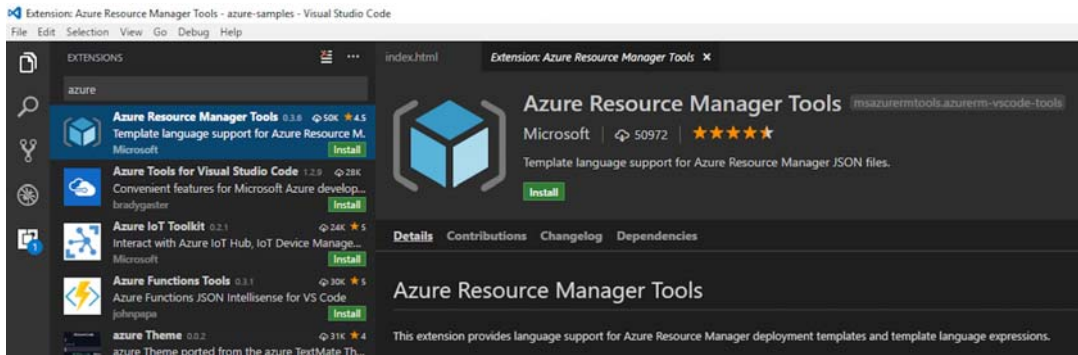 Extension: Azure Resource Manager Tools - azure-samples - Visual Studio Code
File Edit Selection View Go Debug Help
EXTENSIONS
azure
Azure Resource Manager Tools 0.3.6 50K 4.5
Template language support for Azure Resource M.
Microsoft Install
Azure Tools for Visual Studio Code 1.2.9 28K
Convenient features for Microsoft Azure develop...
bradygaster Install
Azure IoT Toolkit 0.2.1 24K 5
Interact with Azure IoT Hub, IoT Device Manage...
Microsoft Install
Azure Functions Tools 0.3.1 30K 5
Azure Functions JSON Intellisense for VS Code
johnpapa Install
azure Theme 0.0.2 31K 4
azure Theme ported from the azure TextMate Th...
1
index.html Extension: Azure Resource Manager Tools
Azure Resource Manager Tools msazurermtools.azurerm-vscode-tools
Microsoft 50972
Template language support for Azure Resource Manager JSON files.
Install
Details Contributions Changelog Dependencies
Azure Resource Manager Tools
This extension provides language support for Azure Resource Manager deployment templates and template language expressions.